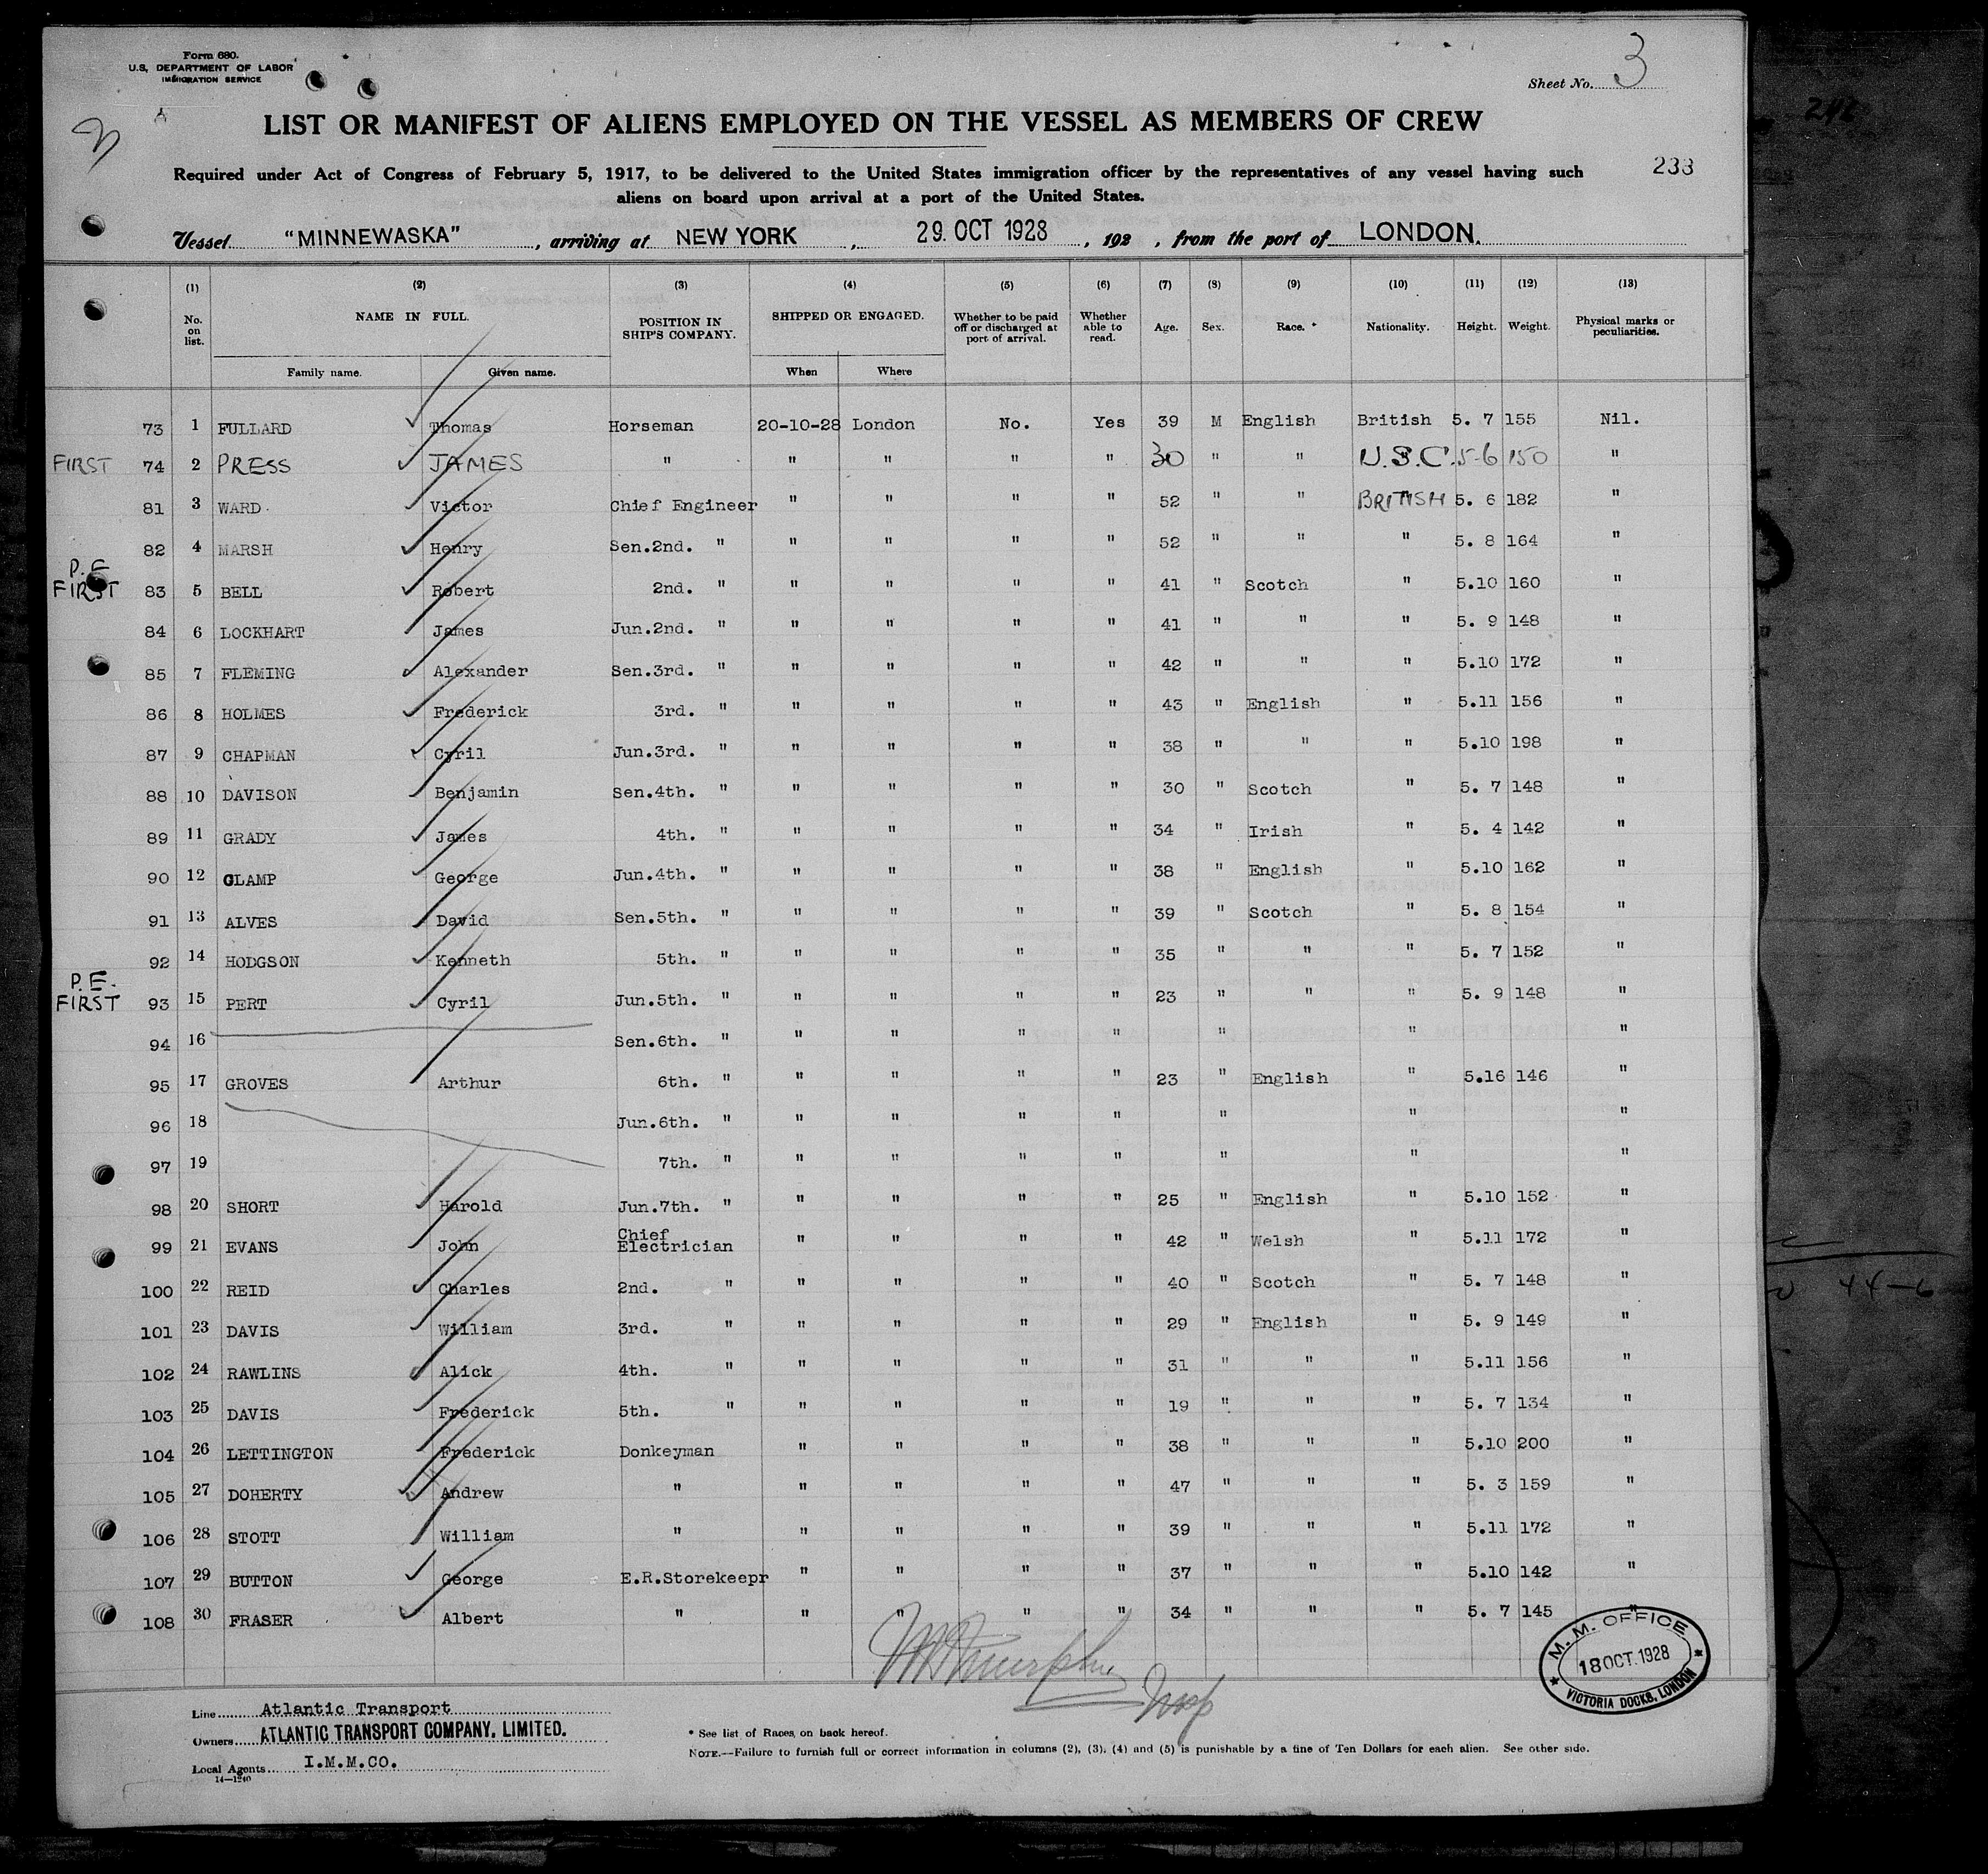 Form 680.
U.S. DEPARTMENT OF LABOR
IMMIGRATION SERVICE
Sheet No. 3
LIST OR MANIFEST OF ALIENS EMPLOYED ON THE VESSEL AS MEMBERS OF CREW
Required under Act of Congress of February 5, 1917, to be delivered to the United States immigration officer by the representatives of any vessel having such
aliens on board upon arrival at a port of the United States.
233
Vessel "MINNEWASKA", arriving at NEW YORK, 29. OCT 1928, 192 , from the port of LONDON.
(1) (2) (3) (4) (5) (6) (7) (8) (9) (10) (11) (12) (13)
No. on list. NAME IN FULL. POSITION IN SHIP'S COMPANY. SHIPPED OR ENGAGED. Whether to be paid off or discharged at port of arrival. Whether able to read. Age. Sex. Race. * Nationality. Height. Weight. Physical marks or peculiarities.
Family name. Given name. When Where
73 1 FULLARD Thomas Horseman 20-10-28 London No. Yes 39 M English British 5. 7 155 Nil.
FIRST 74 2 PRESS JAMES " " " " " 30 " " U.S.C. 5-6 150 "
81 3 WARD. Victor Chief Engineer " " " " 52 " " BRITISH 5. 6 182 "
82 4 MARSH Henry Sen.2nd. " " " " " 52 " " " 5. 8 164 "
P.E
FIRST 83 5 BELL Robert 2nd. " " " " " 41 " Scotch " 5.10 160 "
84 6 LOCKHART James Jun.2nd. " " " " " 41 " " " 5. 9 148 "
85 7 FLEMING Alexander Sen.3rd. " " " " " 42 " " " 5.10 172 "
86 8 HOLMES Frederick 3rd. " " " " " 43 " English " 5.11 156 "
87 9 CHAPMAN Cyril Jun.3rd. " " " " " 38 " " " 5.10 198 "
88 10 DAVISON Benjamin Sen.4th. " " " " " 30 " Scotch " 5. 7 148 "
89 11 GRADY James 4th. " " " " " 34 " Irish " 5. 4 142 "
90 12 CLAMP George Jun.4th. " " " " " 38 " English " 5.10 162 "
91 13 ALVES David Sen.5th. " " " " " 39 " Scotch " 5. 8 154 "
92 14 HODGSON Kenneth 5th. " " " " " 35 " " " 5. 7 152 "
P.E.
FIRST 93 15 PERT Cyril Jun.5th. " " " " " 23 " " " 5. 9 148 "
94 16 Sen.6th. " " " " " " " "
95 17 GROVES Arthur 6th. " " " " " 23 " English " 5.16 146 "
96 18 Jun.6th. " " " " " " " "
97 19 7th. " " " " " " " "
98 20 SHORT Harold Jun.7th. " " " " " 25 " English " 5.10 152 "
99 21 EVANS John Chief Electrician " " " " 42 " Welsh " 5.11 172 "
100 22 REID Charles 2nd. " " " " " 40 " Scotch " 5. 7 148 "
101 23 DAVIS William 3rd. " " " " " 29 " English " 5. 9 149 "
102 24 RAWLINS Alick 4th. " " " " " 31 " " " 5.11 156 "
103 25 DAVIS Frederick 5th. " " " " " 19 " " " 5. 7 134 "
104 26 LETTINGTON Frederick Donkeyman " " " " 38 " " " 5.10 200 "
105 27 DOHERTY Andrew " " " " " 47 " " " 5. 3 159 "
106 28 STOTT William " " " " " 39 " " " 5.11 172 "
107 29 BUTTON George E.R.Storekeepr " " " " 37 " " " 5.10 142 "
108 30 FRASER Albert " " " " " 34 " " " 5. 7 145 "
M. M. OFFICE
18 OCT. 1928
VICTORIA DOCKS, LONDON
Line Atlantic Transport
Owners ATLANTIC TRANSPORT COMPANY, LIMITED.
Local Agents I.M.M.CO.
14—1240
* See list of Races on back hereof.
NOTE.—Failure to furnish full or correct information in columns (2), (3), (4) and (5) is punishable by a fine of Ten Dollars for each alien. See other side.
44-6